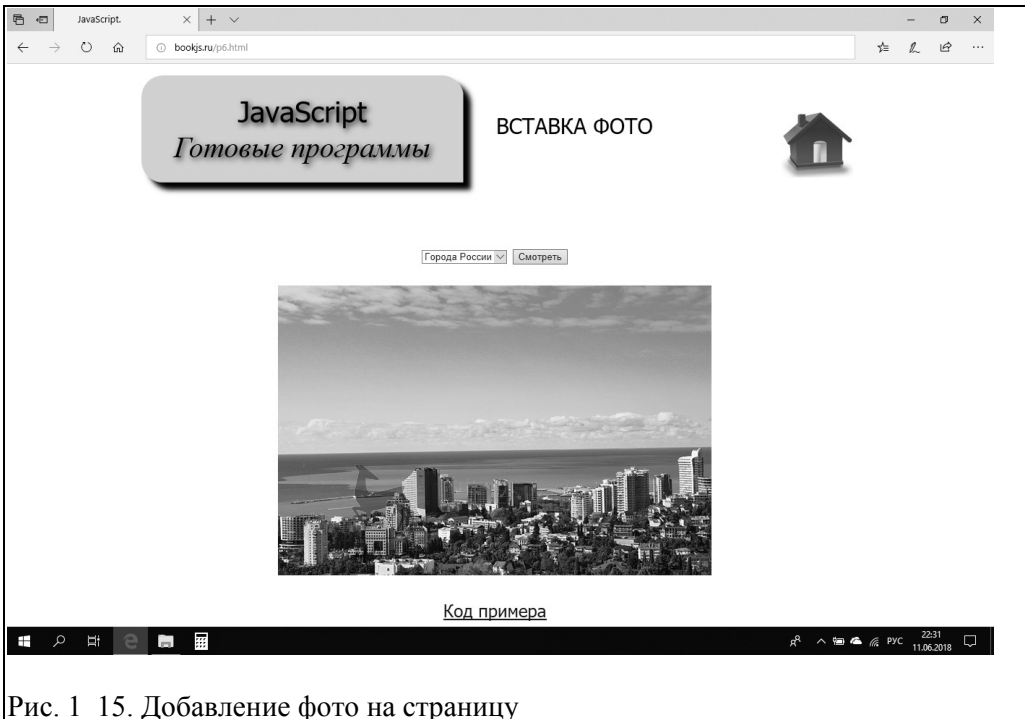 JavaScript.
bookjs.ru/p6.html
JavaScript
Готовые программы
ВСТАВКА ФОТО
Города России
Смотреть
Код примера
РУС
22:31
11.06.2018
Рис. 1 15. Добавление фото на страницу